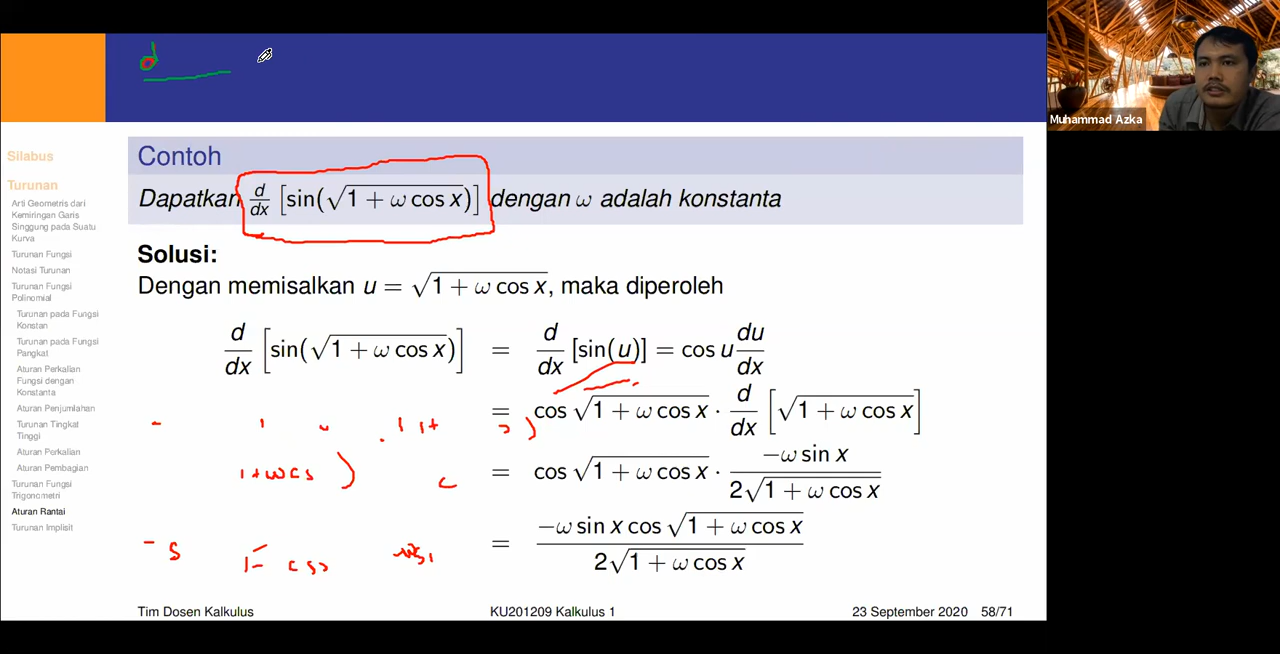 d
Muhammad Azka
Contoh
Dapatkan d/dx [sin(√(1 + ω cos x))] dengan ω adalah konstanta
Silabus
Turunan
Arti Geometris dari
Kemiringan Garis
Singgung pada Suatu
Kurva
Turunan Fungsi
Notasi Turunan
Turunan Fungsi
Polinomial
Turunan pada Fungsi
Konstan
Turunan pada Fungsi
Pangkat
Aturan Perkalian
Fungsi dengan
Konstanta
Aturan Penjumlahan
Turunan Tingkat
Tinggi
Aturan Perkalian
Aturan Pembagian
Turunan Fungsi
Trigonometri
Aturan Rantai
Turunan Implisit
Solusi:
Dengan memisalkan u = √(1 + ω cos x), maka diperoleh
d/dx [sin(√(1 + ω cos x))] = d/dx [sin(u)] = cos u du/dx
= cos √(1 + ω cos x) · d/dx [√(1 + ω cos x)]
= cos √(1 + ω cos x) · −ω sin x / 2√(1 + ω cos x)
= −ω sin x cos √(1 + ω cos x) / 2√(1 + ω cos x)
Tim Dosen Kalkulus
KU201209 Kalkulus 1
23 September 2020 58/71